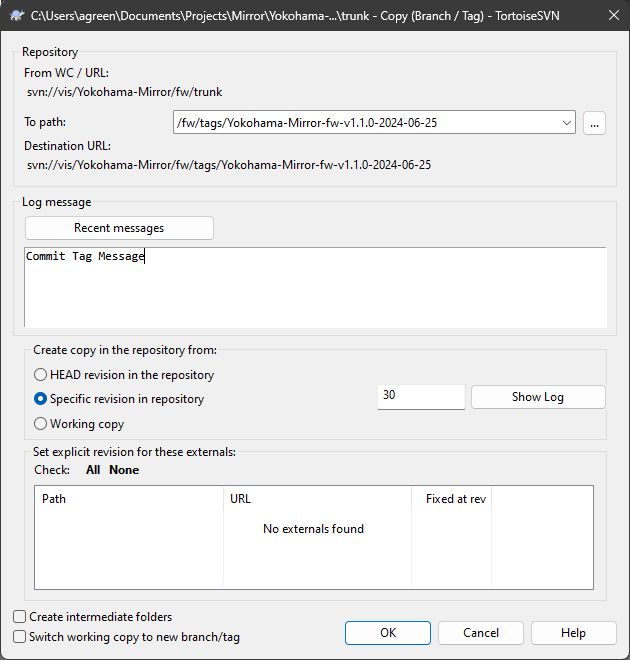 C:\Users\agreen\Documents\Projects\Mirror\Yokohama-...\trunk - Copy (Branch / Tag) - TortoiseSVN
Repository
From WC / URL:
svn://vis/Yokohama-Mirror/fw/trunk
To path:
/fw/tags/Yokohama-Mirror-fw-v1.1.0-2024-06-25
...
Destination URL:
svn://vis/Yokohama-Mirror/fw/tags/Yokohama-Mirror-fw-v1.1.0-2024-06-25
Log message
Recent messages
Commit Tag Message
Create copy in the repository from:
HEAD revision in the repository
Specific revision in repository
30
Show Log
Working copy
Set explicit revision for these externals:
Check: All None
Path URL Fixed at rev
No externals found
Create intermediate folders
Switch working copy to new branch/tag
OK Cancel Help